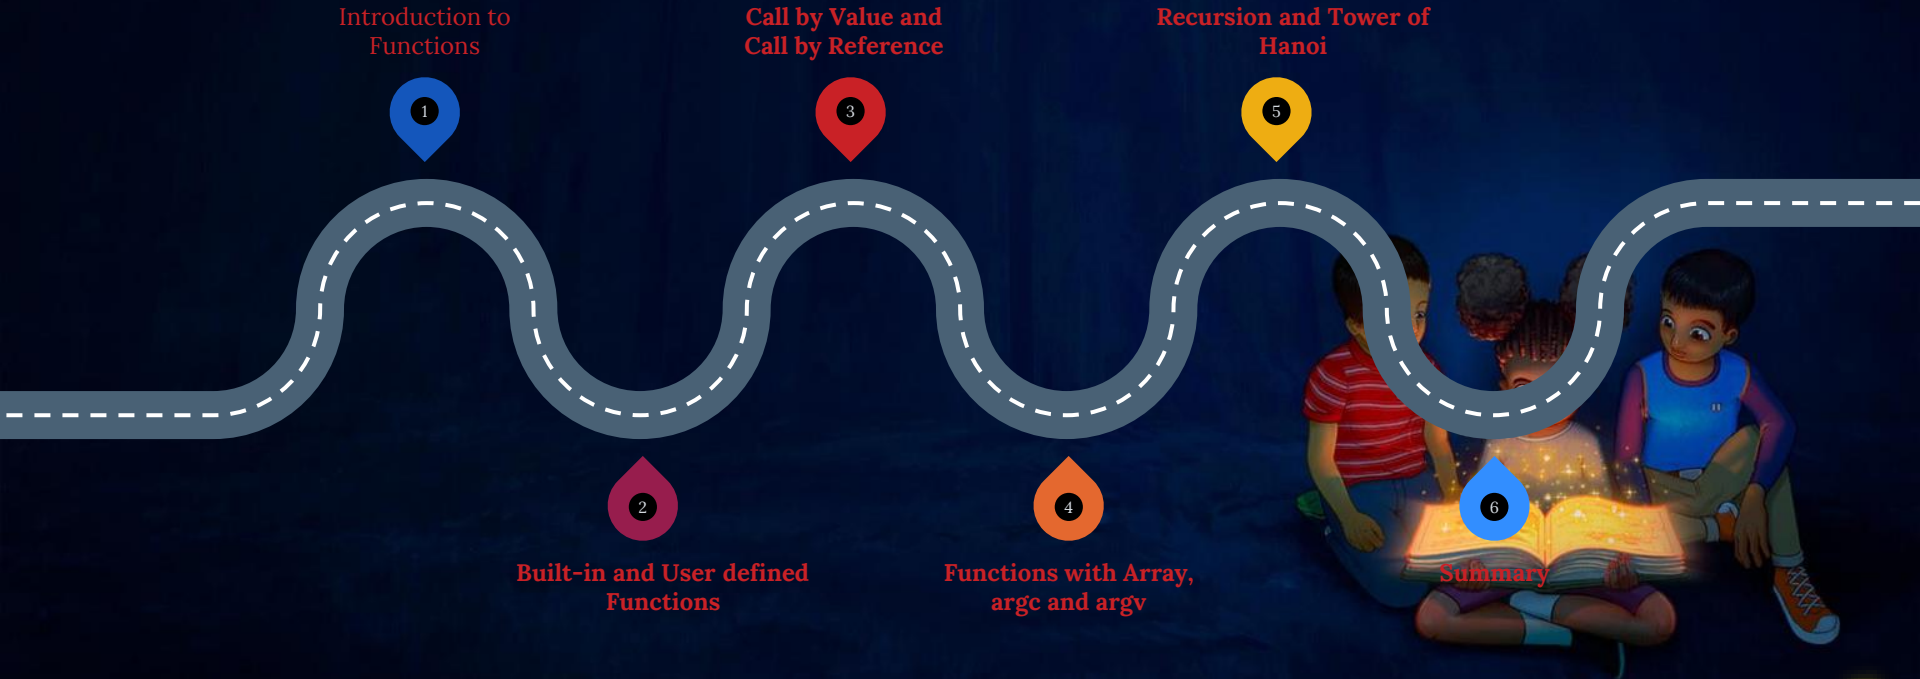 Introduction to
Functions
1
Built-in and User defined
Functions
2
Call by Value and
Call by Reference
3
Functions with Array,
argc and argv
4
Recursion and Tower of
Hanoi
5
6
Summary